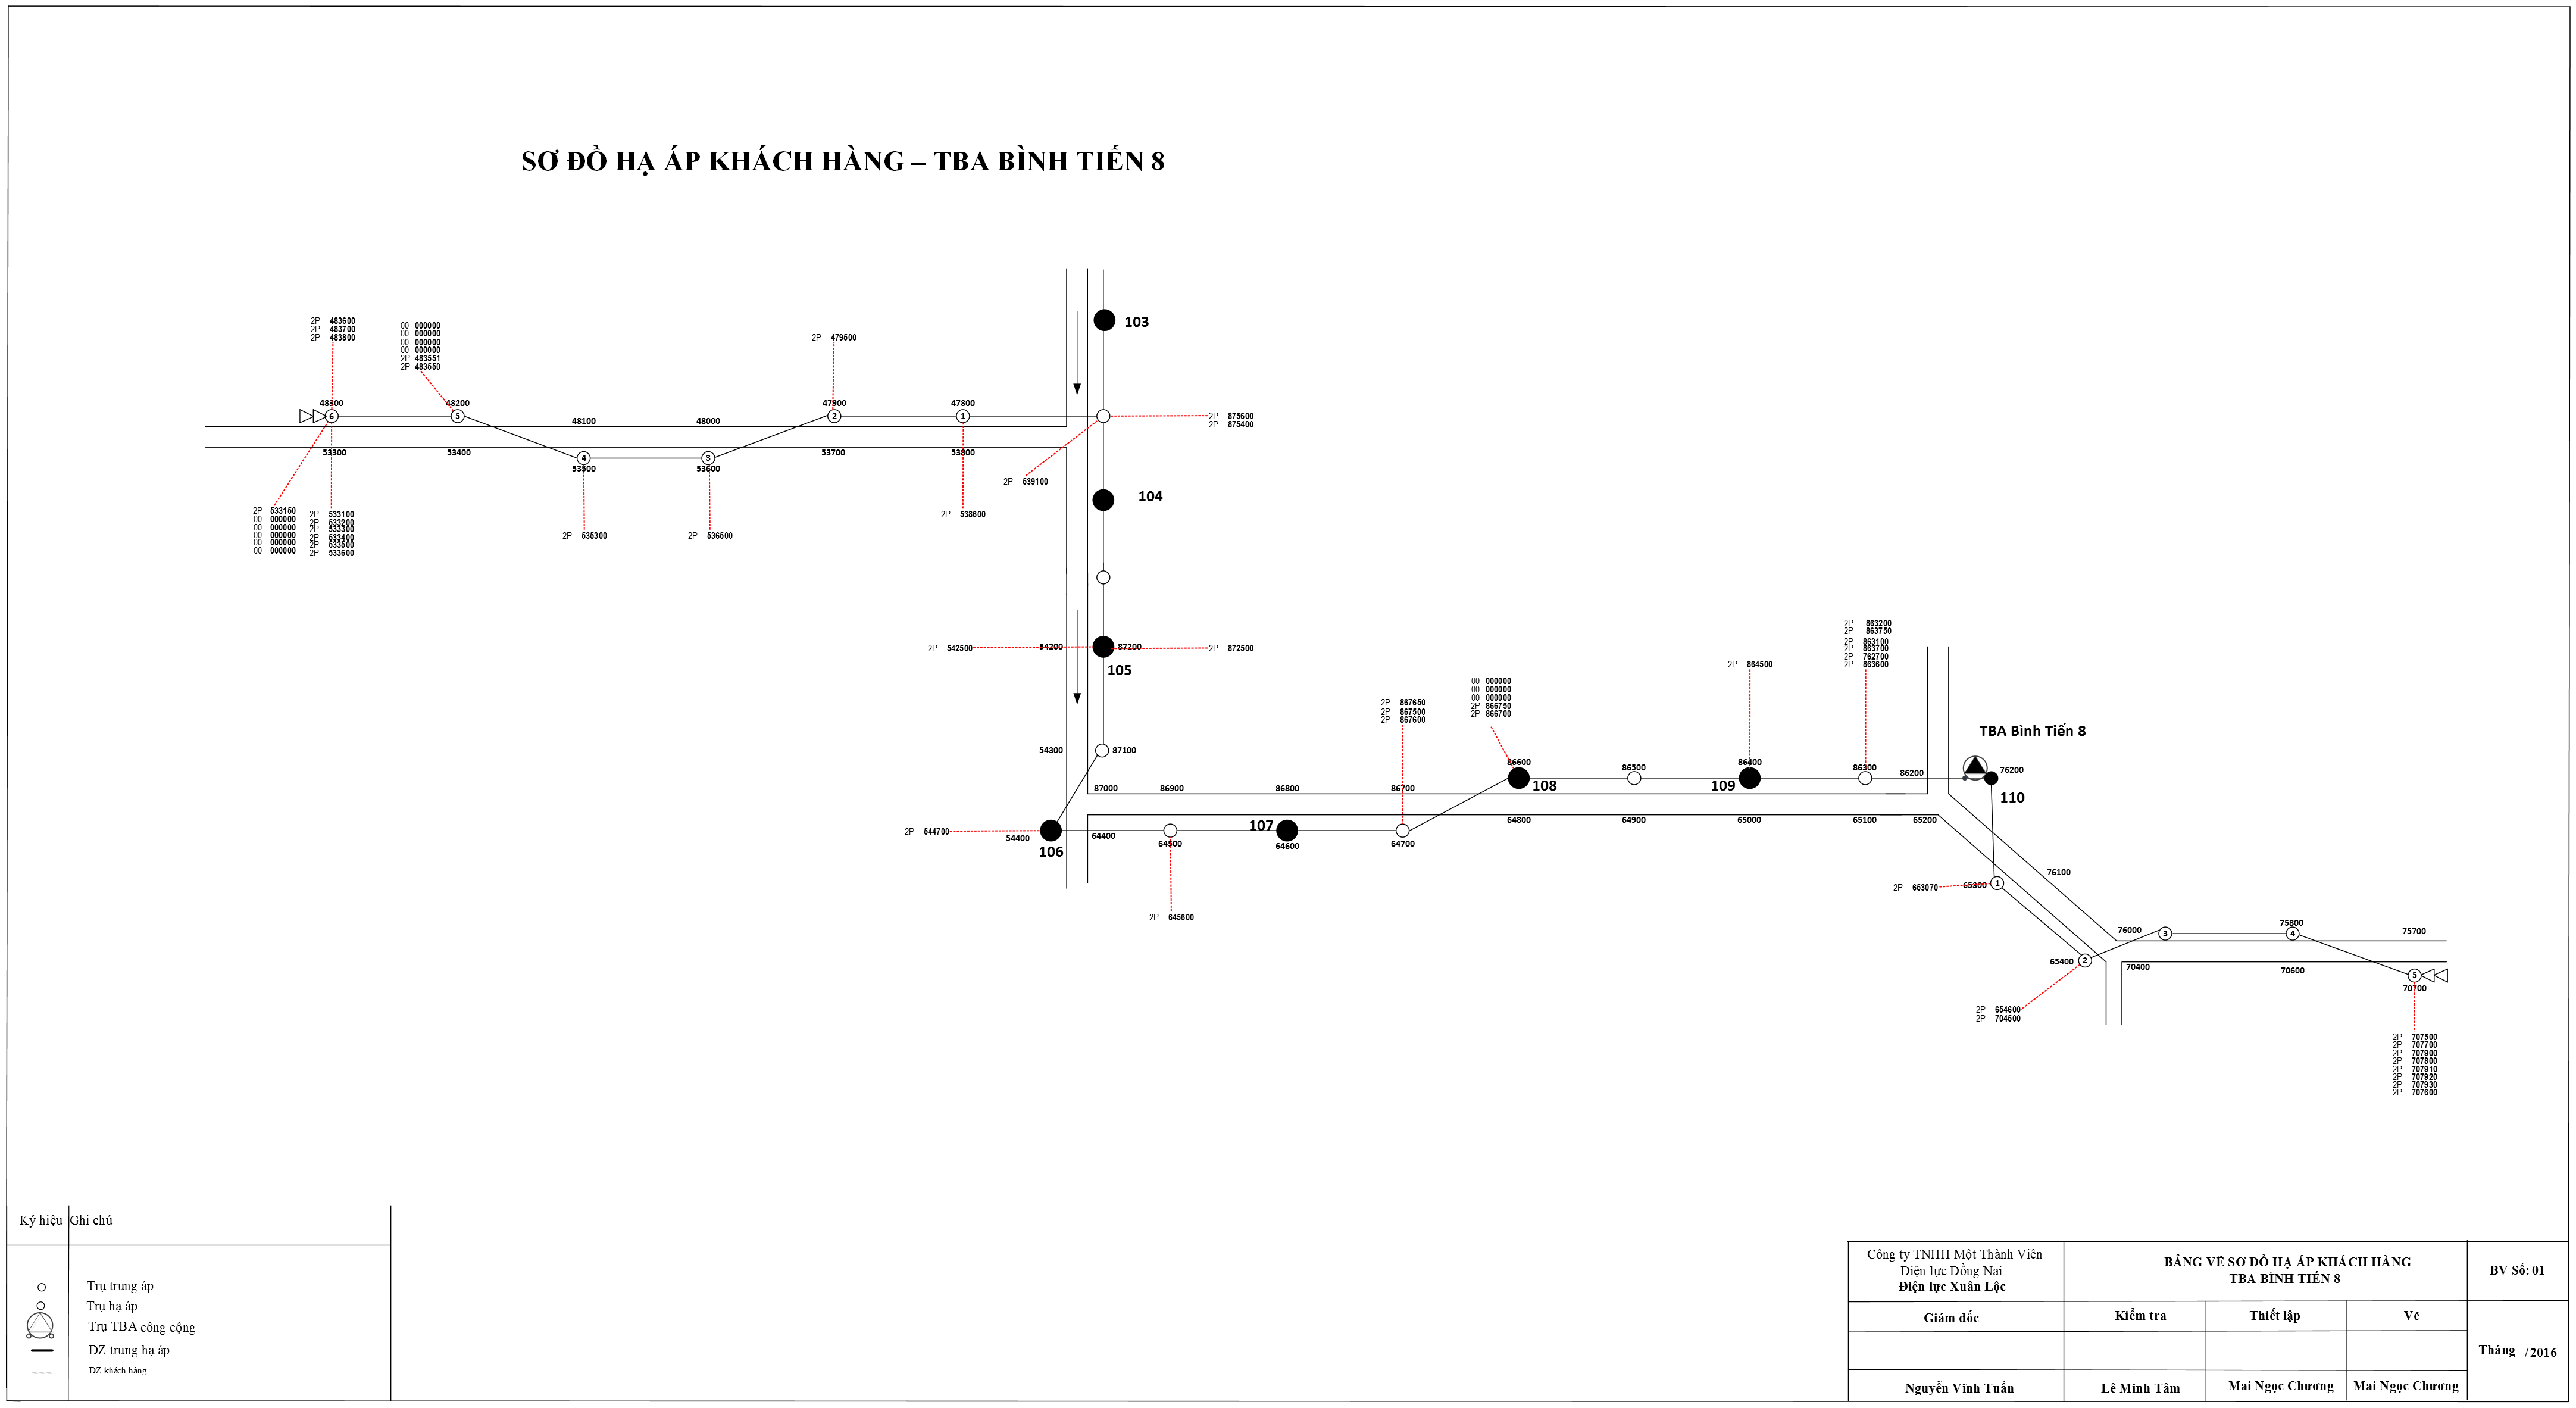 SƠ ĐỒ HẠ ÁP KHÁCH HÀNG – TBA BÌNH TIẾN 8
103
2P 483600
2P 483700
2P 483800
00 000000
00 000000
00 000000
00 000000
2P 483551
2P 483550
2P 479500
48300
48200
47900
47800
6
5
2
1
2P 875600
2P 875400
48100
48000
53300
53400
4
3
53700
53800
53500
53600
2P 539100
104
2P 533150
00 000000
00 000000
00 000000
00 000000
00 000000
2P 533100
2P 533200
2P 533300
2P 533400
2P 533500
2P 533600
2P 538600
2P 535300
2P 536500
2P 542500
54200
87200
2P 872500
105
2P 863200
2P 863750
2P 863100
2P 863700
2P 762700
2P 863600
2P 864500
00 000000
00 000000
00 000000
2P 866750
2P 866700
2P 867650
2P 867500
2P 867600
TBA Bình Tiến 8
54300
87100
86600
86500
86400
86300
86200
76200
108
109
110
87000
86900
86800
86700
2P 544700
54400
106
64400
64500
107
64600
64700
64800
64900
65000
65100
65200
76100
2P 653070
65300
1
2P 645600
76000
3
75800
4
75700
65400
2
70400
70600
5
70700
2P 654600
2P 704500
2P 707500
2P 707700
2P 707900
2P 707800
2P 707910
2P 707920
2P 707930
2P 707600
Ký hiệu Ghi chú
Trụ trung áp
Trụ hạ áp
Trụ TBA công cộng
DZ trung hạ áp
DZ khách hàng
Công ty TNHH Một Thành Viên
Điện lực Đồng Nai
Điện lực Xuân Lộc
BẢNG VẼ SƠ ĐỒ HẠ ÁP KHÁCH HÀNG
TBA BÌNH TIẾN 8
BV Số: 01
Giám đốc
Kiểm tra
Thiết lập
Vẽ
Tháng /2016
Nguyễn Vĩnh Tuấn
Lê Minh Tâm
Mai Ngọc Chương
Mai Ngọc Chương